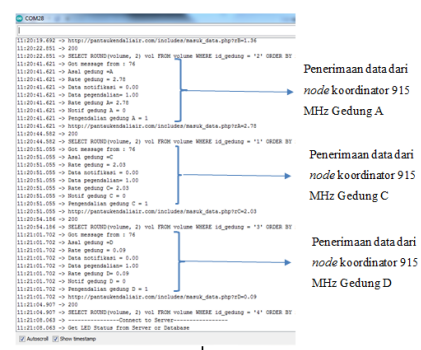 COM28
11:20:19.692 -> http://pantaukendaliair.com/includes/masuk_data.php?rB=1.36
11:20:22.851 -> 200
11:20:22.851 -> SELECT ROUND(volume, 2) vol FROM volume WHERE id_gedung = '2' ORDER BY
11:20:41.621 -> Got message from : 76
11:20:41.621 -> Asal gedung =A
11:20:41.621 -> Rate gedung = 2.78
11:20:41.621 -> Data notifikasi = 0.00
11:20:41.621 -> Data pegendalian= 1.00
11:20:41.621 -> Rate gedung A= 2.78
11:20:41.621 -> Notif gedung A = 0
11:20:41.621 -> Pengendalian gedung A = 1
11:20:41.621 -> http://pantaukendaliair.com/includes/masuk_data.php?rA=2.78
11:20:44.582 -> 200
11:20:44.582 -> SELECT ROUND(volume, 2) vol FROM volume WHERE id_gedung = '1' ORDER BY
11:20:51.055 -> Got message from : 76
11:20:51.055 -> Asal gedung =C
11:20:51.055 -> Rate gedung = 2.03
11:20:51.055 -> Data notifikasi = 0.00
11:20:51.055 -> Data pegendalian= 1.00
11:20:51.055 -> Rate gedung C= 2.03
11:20:51.055 -> Notif gedung C = 0
11:20:51.055 -> Pengendalian gedung C = 1
11:20:51.055 -> http://pantaukendaliair.com/includes/masuk_data.php?rC=2.03
11:20:54.186 -> 200
11:20:54.186 -> SELECT ROUND(volume, 2) vol FROM volume WHERE id_gedung = '3' ORDER BY
11:21:01.702 -> Got message from : 76
11:21:01.702 -> Asal gedung =D
11:21:01.702 -> Rate gedung = 0.09
11:21:01.702 -> Data notifikasi = 0.00
11:21:01.702 -> Data pegendalian= 1.00
11:21:01.702 -> Rate gedung D= 0.09
11:21:01.702 -> Notif gedung D = 0
11:21:01.702 -> Pengendalian gedung D = 1
11:21:01.702 -> http://pantaukendaliair.com/includes/masuk_data.php?rD=0.09
11:21:04.907 -> 200
11:21:04.907 -> SELECT ROUND(volume, 2) vol FROM volume WHERE id_gedung = '4' ORDER BY
11:21:08.063 -> ----------------Connect to Server----------------
11:21:08.063 -> Get LED Status from Server or Database
Autoscroll Show timestamp
Penerimaan data dari
node koordinator 915
MHz Gedung A
Penerimaan data dari
node koordinator 915
MHz Gedung C
Penerimaan data dari
node koordinator 915
MHz Gedung D